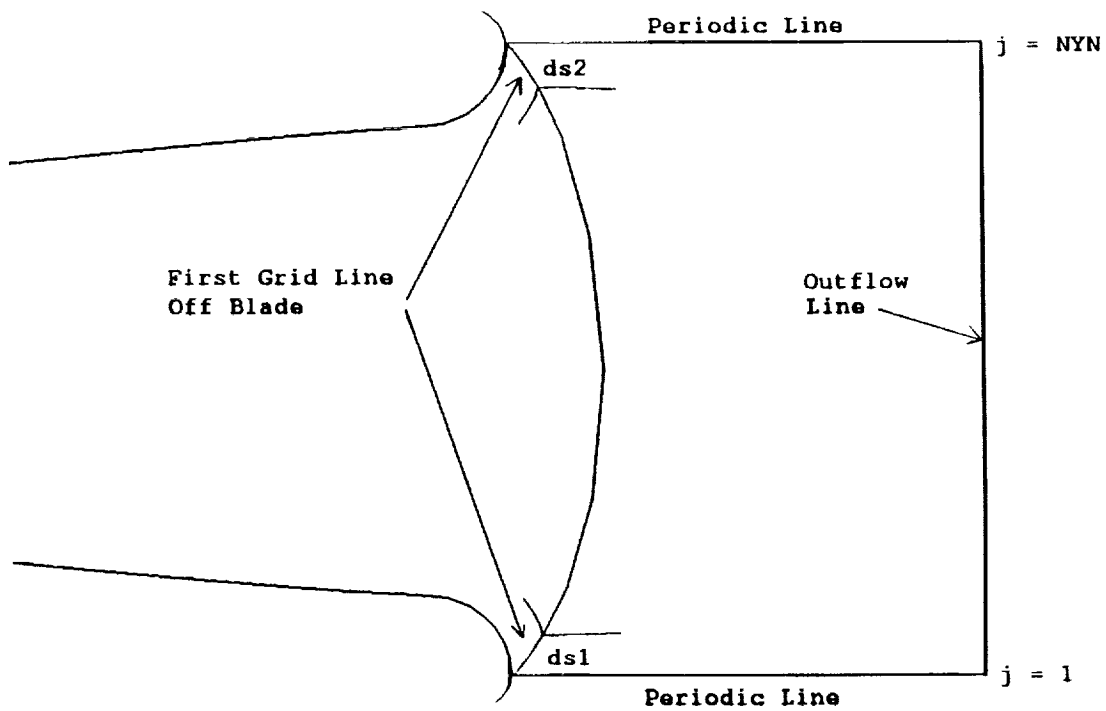 Periodic Line
j = NYN
ds2
First Grid Line
Off Blade
Outflow
Line
ds1
j = 1
Periodic Line